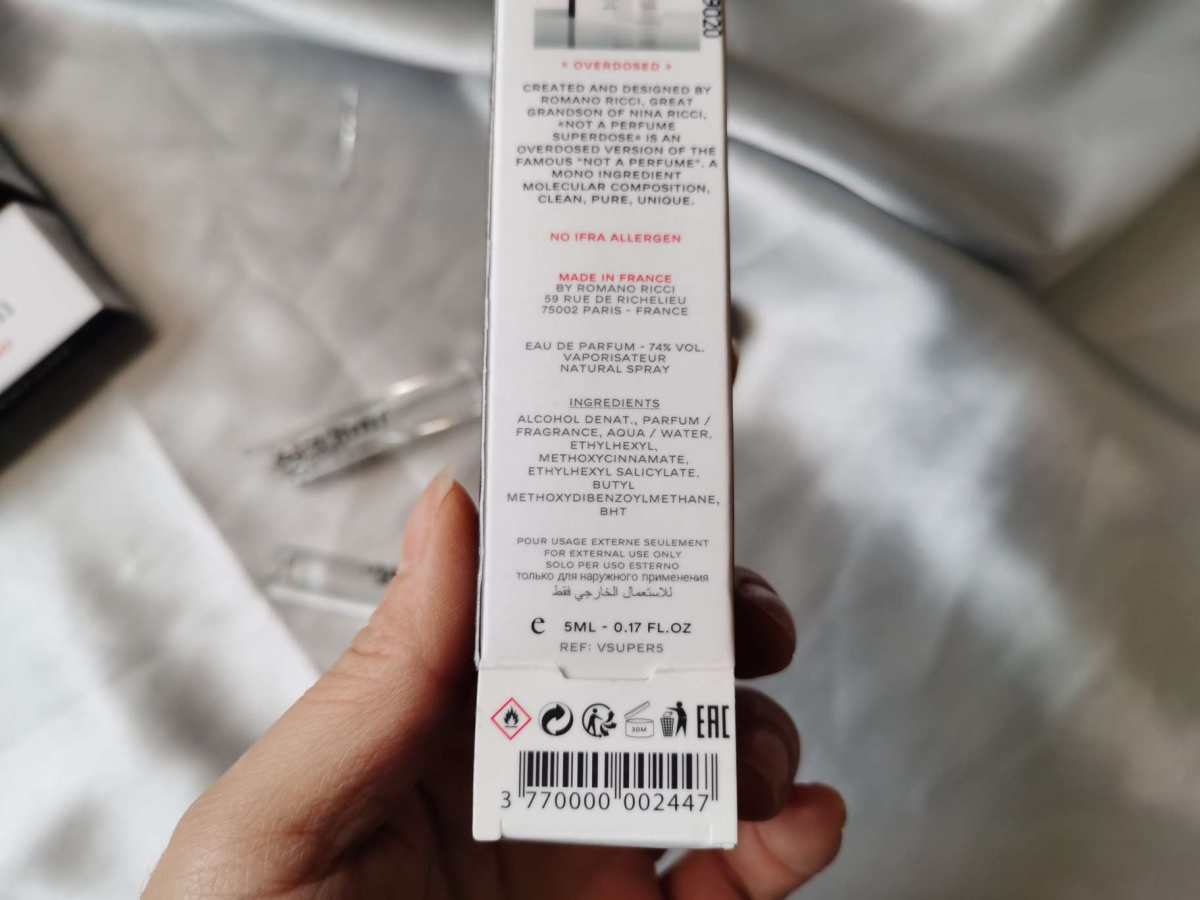 9020
« OVERDOSED »
CREATED AND DESIGNED BY
ROMANO RICCI, GREAT
GRANDSON OF NINA RICCI,
«NOT A PERFUME
SUPERDOSE» IS AN
OVERDOSED VERSION OF THE
FAMOUS "NOT A PERFUME". A
MONO INGREDIENT
MOLECULAR COMPOSITION,
CLEAN, PURE, UNIQUE.
NO IFRA ALLERGEN
MADE IN FRANCE
BY ROMANO RICCI
59 RUE DE RICHELIEU
75002 PARIS - FRANCE
EAU DE PARFUM - 74% VOL.
VAPORISATEUR
NATURAL SPRAY
INGREDIENTS
ALCOHOL DENAT., PARFUM /
FRAGRANCE, AQUA / WATER,
ETHYLHEXYL,
METHOXYCINNAMATE,
ETHYLHEXYL SALICYLATE,
BUTYL
METHOXYDIBENZOYLMETHANE,
BHT
POUR USAGE EXTERNE SEULEMENT
FOR EXTERNAL USE ONLY
SOLO PER USO ESTERNO
только для наружного применения
للاستعمال الخارجي فقط
e 5ML - 0.17 FL.OZ
REF: VSUPER5
30M EAC
3 770000 002447